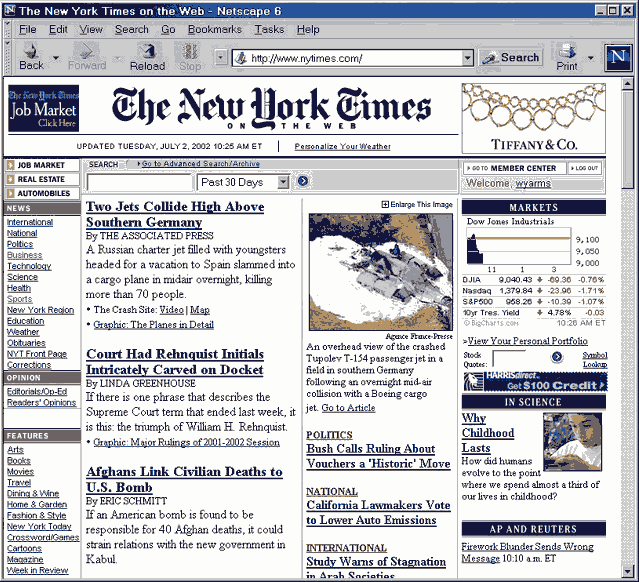 The New York Times on the Web - Netscape 6
File Edit View Search Go Bookmarks Tasks Help
Back Forward Reload Stop http://www.nytimes.com/ Search Print N
The New York Times
Job Market
Click Here
The New York Times
ON THE WEB
UPDATED TUESDAY, JULY 2, 2002 10:25 AM ET | Personalize Your Weather
TIFFANY & CO.
JOB MARKET
REAL ESTATE
AUTOMOBILES
SEARCH Go to Advanced Search/Archive
Past 30 Days
GO TO MEMBER CENTER LOG OUT
Welcome, wyarms
NEWS
International
National
Politics
Business
Technology
Science
Health
Sports
New York Region
Education
Weather
Obituaries
NYT Front Page
Corrections
OPINION
Editorials/Op-Ed
Readers' Opinions
FEATURES
Arts
Books
Movies
Travel
Dining & Wine
Home & Garden
Fashion & Style
New York Today
Crossword/Games
Cartoons
Magazine
Week in Review
Two Jets Collide High Above
Southern Germany
By THE ASSOCIATED PRESS
A Russian charter jet filled with youngsters
headed for a vacation to Spain slammed into
a cargo plane in midair overnight, killing
more than 70 people.
• The Crash Site: Video | Map
• Graphic: The Planes in Detail
Court Had Rehnquist Initials
Intricately Carved on Docket
By LINDA GREENHOUSE
If there is one phrase that describes the
Supreme Court term that ended last week, it
is this: the triumph of William H. Rehnquist.
• Graphic: Major Rulings of 2001-2002 Session
Afghans Link Civilian Deaths to
U.S. Bomb
By ERIC SCHMITT
If an American bomb is found to be
responsible for 40 Afghan deaths, it could
strain relations with the new government in
Kabul.
Enlarge This Image
Agence France-Presse
An overhead view of the crashed
Tupolev T-154 passenger jet in a
field in southern Germany
following an overnight mid-air
collision with a Boeing cargo
jet. Go to Article
POLITICS
Bush Calls Ruling About
Vouchers a 'Historic' Move
NATIONAL
California Lawmakers Vote
to Lower Auto Emissions
INTERNATIONAL
Study Warns of Stagnation
in Arab Societies
MARKETS
Dow Jones Industrials
9,100
9,050
9,000
11 1 3
DJIA 9,040.43 -69.36 -0.76%
Nasdaq 1,379.84 -23.96 -1.71%
S&P500 958.26 -10.39 -1.07%
10yr Tres. Yield 4.78% -0.03
© BigCharts.com 10:26 AM ET
>View Your Personal Portfolio
Stock
Quotes:
Symbol
Lookup
HARRISdirect
Get $100 Credit!
IN SCIENCE
Why
Childhood
Lasts
How did humans
evolve to the point
where we spend almost a third of
our lives in childhood?
AP AND REUTERS
Firework Blunder Sends Wrong
Message 10:10 a.m. ET